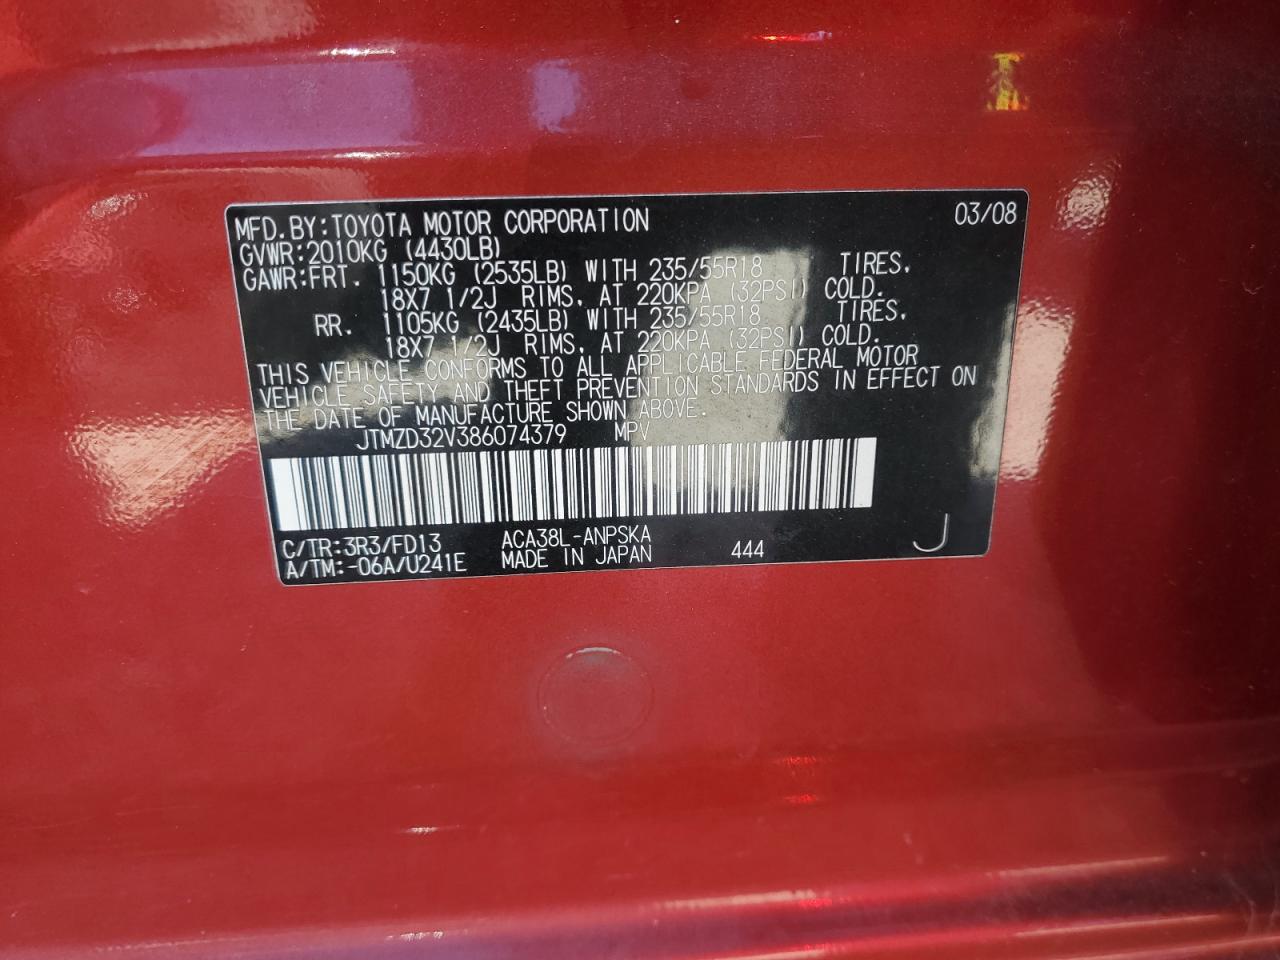 MFD.BY:TOYOTA MOTOR CORPORATION 03/08
GVWR:2010KG (4430LB)
GAWR:FRT. 1150KG (2535LB) WITH 235/55R18 TIRES,
18X7 1/2J RIMS, AT 220KPA (32PSI) COLD.
RR. 1105KG (2435LB) WITH 235/55R18 TIRES,
18X7 1/2J RIMS, AT 220KPA (32PSI) COLD.
THIS VEHICLE CONFORMS TO ALL APPLICABLE FEDERAL MOTOR
VEHICLE SAFETY AND THEFT PREVENTION STANDARDS IN EFFECT ON
THE DATE OF MANUFACTURE SHOWN ABOVE.
JTMZD32V386074379 MPV
C/TR:3R3/FD13 ACA38L-ANPSKA
A/TM:-06A/U241E MADE IN JAPAN 444 J